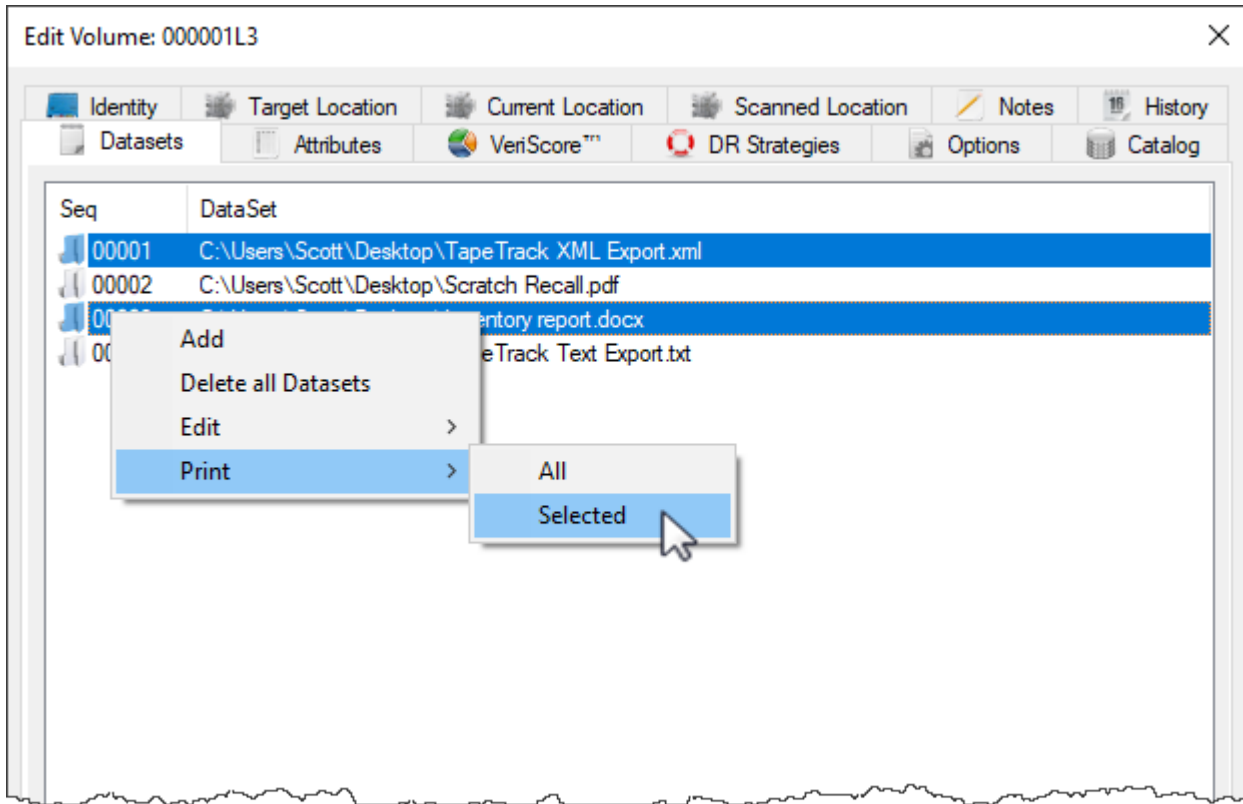 Edit Volume: 000001L3
Identity Target Location Current Location Scanned Location Notes 16 History
Datasets Attributes VeriScore™ DR Strategies Options Catalog
Seq DataSet
00001 C:\Users\Scott\Desktop\TapeTrack XML Export.xml
00002 C:\Users\Scott\Desktop\Scratch Recall.pdf
entory report.docx
eTrack Text Export.txt
Add
Delete all Datasets
Edit
Print
All
Selected